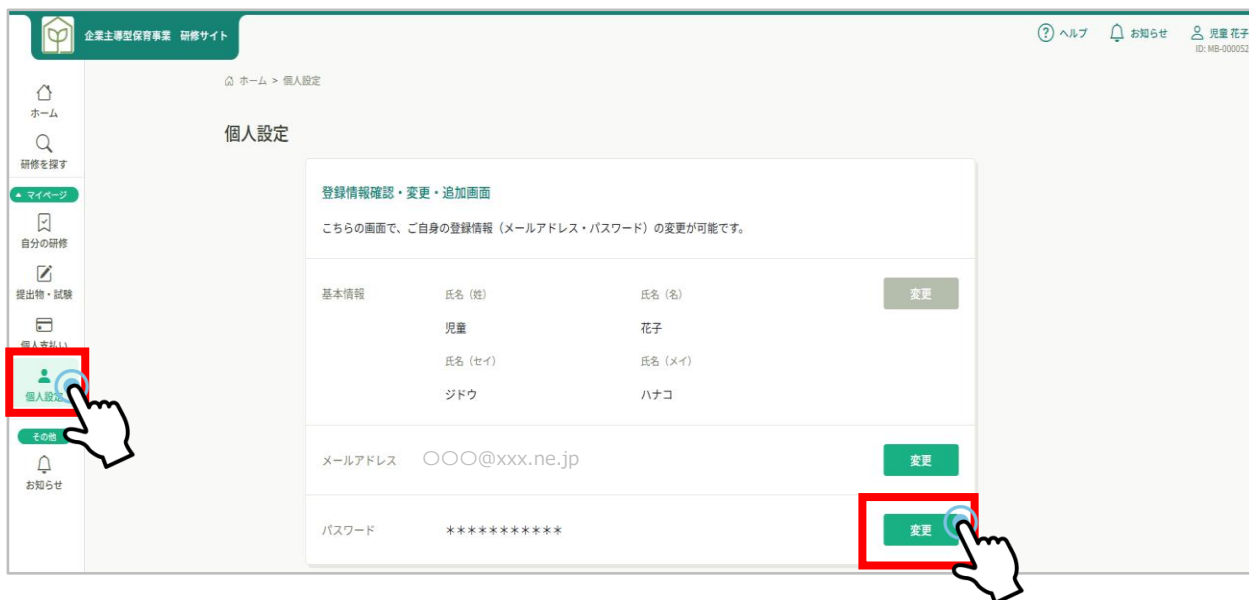 企業主導型保育事業 研修サイト
ヘルプ
お知らせ
児童 花子
ID: MB-000052
ホーム > 個人設定
ホーム
研修を探す
マイページ
自分の研修
提出物・試験
個人支払い
個人設定
その他
お知らせ
個人設定
登録情報確認・変更・追加画面
こちらの画面で、ご自身の登録情報（メールアドレス・パスワード）の変更が可能です。
基本情報 氏名（姓） 氏名（名） 変更
児童 花子
氏名（セイ） 氏名（メイ）
ジドウ ハナコ
メールアドレス 〇〇〇@xxx.ne.jp 変更
パスワード *********** 変更